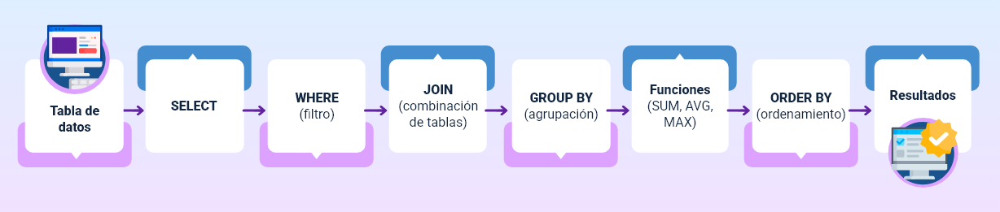 Tabla de
datos
SELECT
WHERE
(filtro)
JOIN
(combinación
de tablas)
GROUP BY
(agrupación)
Funciones
(SUM, AVG,
MAX)
ORDER BY
(ordenamiento)
Resultados